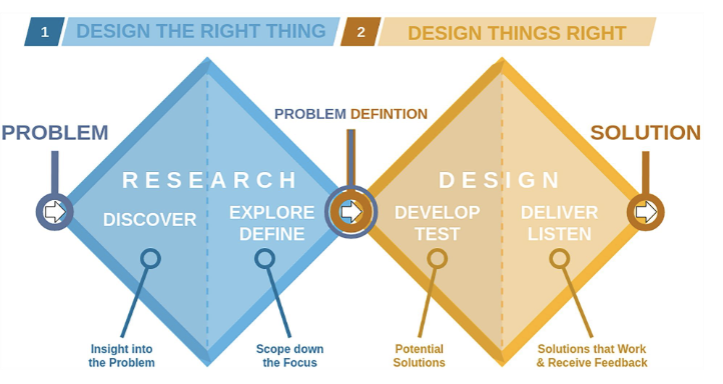 1 DESIGN THE RIGHT THING
2 DESIGN THINGS RIGHT
PROBLEM
PROBLEM DEFINTION
SOLUTION
RESEARCH
DISCOVER
EXPLORE
DEFINE
DESIGN
DEVELOP
TEST
DELIVER
LISTEN
Insight into
the Problem
Scope down
the Focus
Potential
Solutions
Solutions that Work
& Receive Feedback